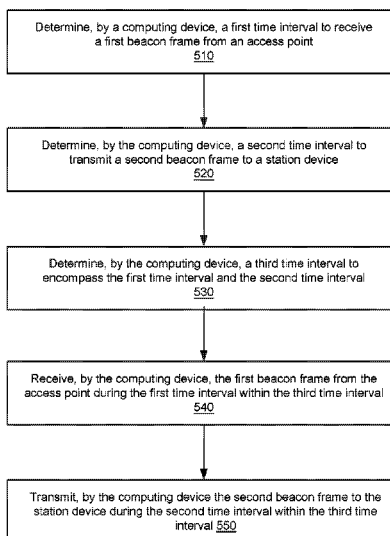 Determine, by a computing device, a first time interval to receive
a first beacon frame from an access point
510
Determine, by the computing device, a second time interval to
transmit a second beacon frame to a station device
520
Determine, by the computing device, a third time interval to
encompass the first time interval and the second time interval
530
Receive, by the computing device, the first beacon frame from the
access point during the first time interval within the third time
interval
540
Transmit, by the computing device the second beacon frame to the
station device during the second time interval within the third time
interval 550